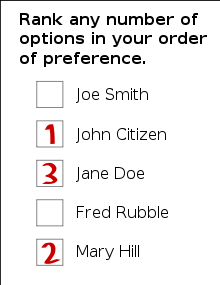 Rank any number of
options in your order
of preference.
Joe Smith
1 John Citizen
3 Jane Doe
Fred Rubble
2 Mary Hill